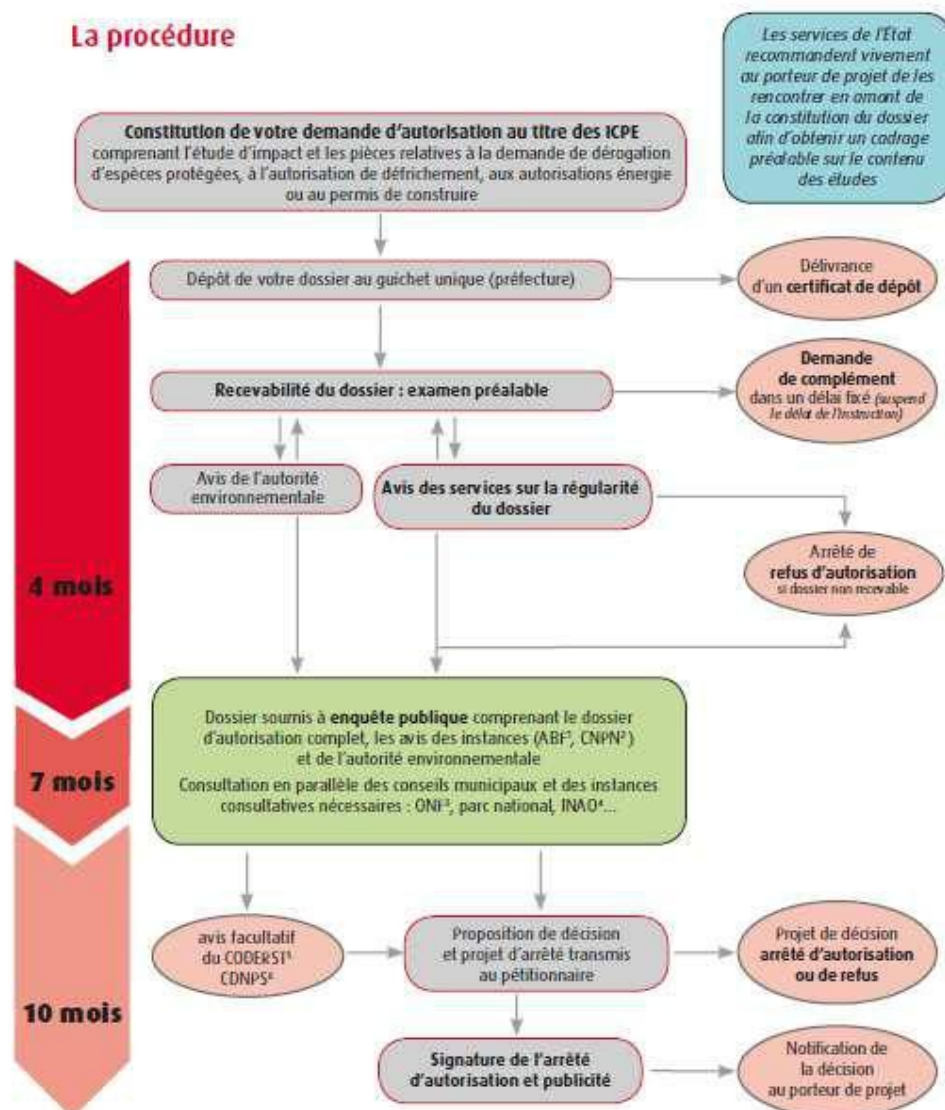 La procédure
Les services de l'État
recommandent vivement
au porteur de projet de les
rencontrer en amont de
la constitution du dossier
afin d'obtenir un cadrage
préalable sur le contenu
des études
Constitution de votre demande d'autorisation au titre des ICPE
comprenant l'étude d'impact et les pièces relatives à la demande de dérogation
d'espèces protégées, à l'autorisation de défrichement, aux autorisations énergie
ou au permis de construire
Dépôt de votre dossier au guichet unique (préfecture)
Délivrance
d'un certificat de dépôt
Recevabilité du dossier : examen préalable
Demande
de complément
dans un délai fixé (suspend
le délai de l'instruction)
Avis de l'autorité
environnementale
Avis des services sur la régularité
du dossier
Arrêté de
refus d'autorisation
si dossier non recevable
4 mois
Dossier soumis à enquête publique comprenant le dossier
d'autorisation complet, les avis des instances (ABF¹, CNPN²)
et de l'autorité environnementale
Consultation en parallèle des conseils municipaux et des instances
consultatives nécessaires : ONF³, parc national, INAO⁴...
7 mois
avis facultatif
du CODERST⁵
CDNPS⁶
Proposition de décision
et projet d'arrêté transmis
au pétitionnaire
Projet de décision
arrêté d'autorisation
ou de refus
10 mois
Signature de l'arrêté
d'autorisation et publicité
Notification de
la décision
au porteur de projet